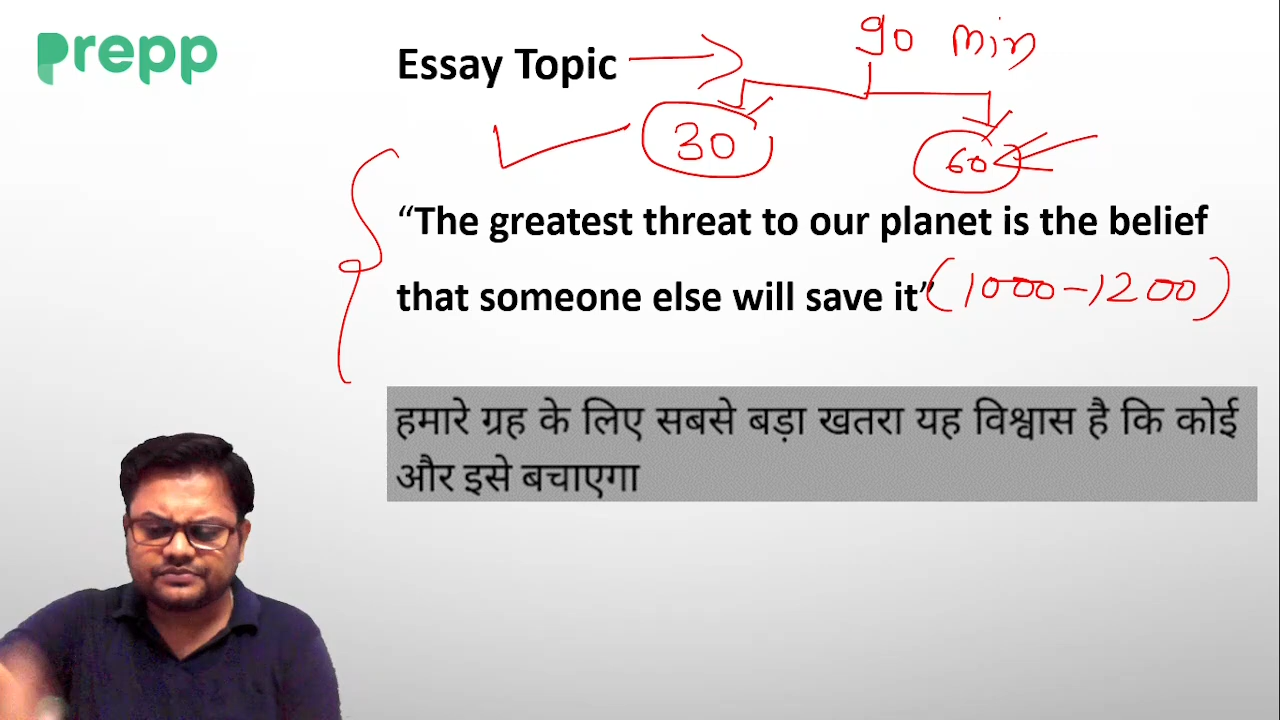 prepp
Essay Topic
90 min
30
60
“The greatest threat to our planet is the belief
that someone else will save it” (1000-1200)
हमारे ग्रह के लिए सबसे बड़ा खतरा यह विश्वास है कि कोई
और इसे बचाएगा